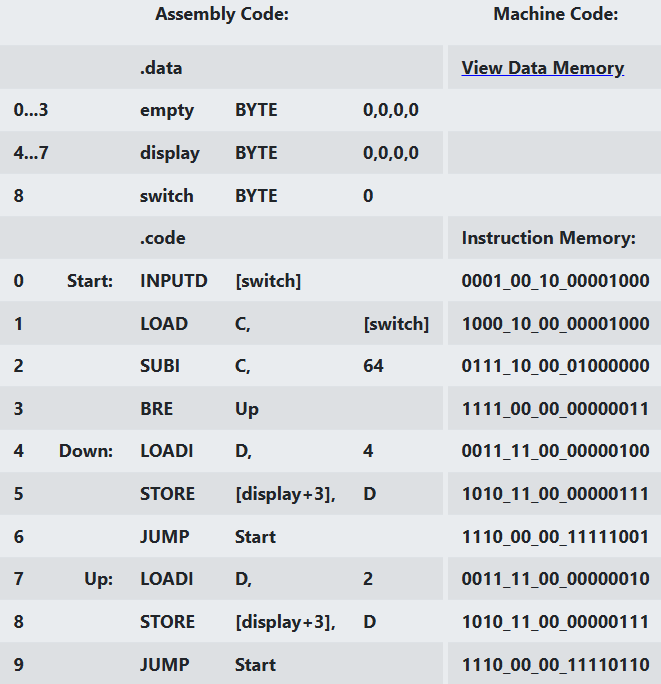 Assembly Code: Machine Code:
.data View Data Memory
0...3 empty BYTE 0,0,0,0
4...7 display BYTE 0,0,0,0
8 switch BYTE 0
.code Instruction Memory:
0 Start: INPUTD [switch] 0001_00_10_00001000
1 LOAD C, [switch] 1000_10_00_00001000
2 SUBI C, 64 0111_10_00_01000000
3 BRE Up 1111_00_00_00000011
4 Down: LOADI D, 4 0011_11_00_00000100
5 STORE [display+3], D 1010_11_00_00000111
6 JUMP Start 1110_00_00_11111001
7 Up: LOADI D, 2 0011_11_00_00000010
8 STORE [display+3], D 1010_11_00_00000111
9 JUMP Start 1110_00_00_11110110